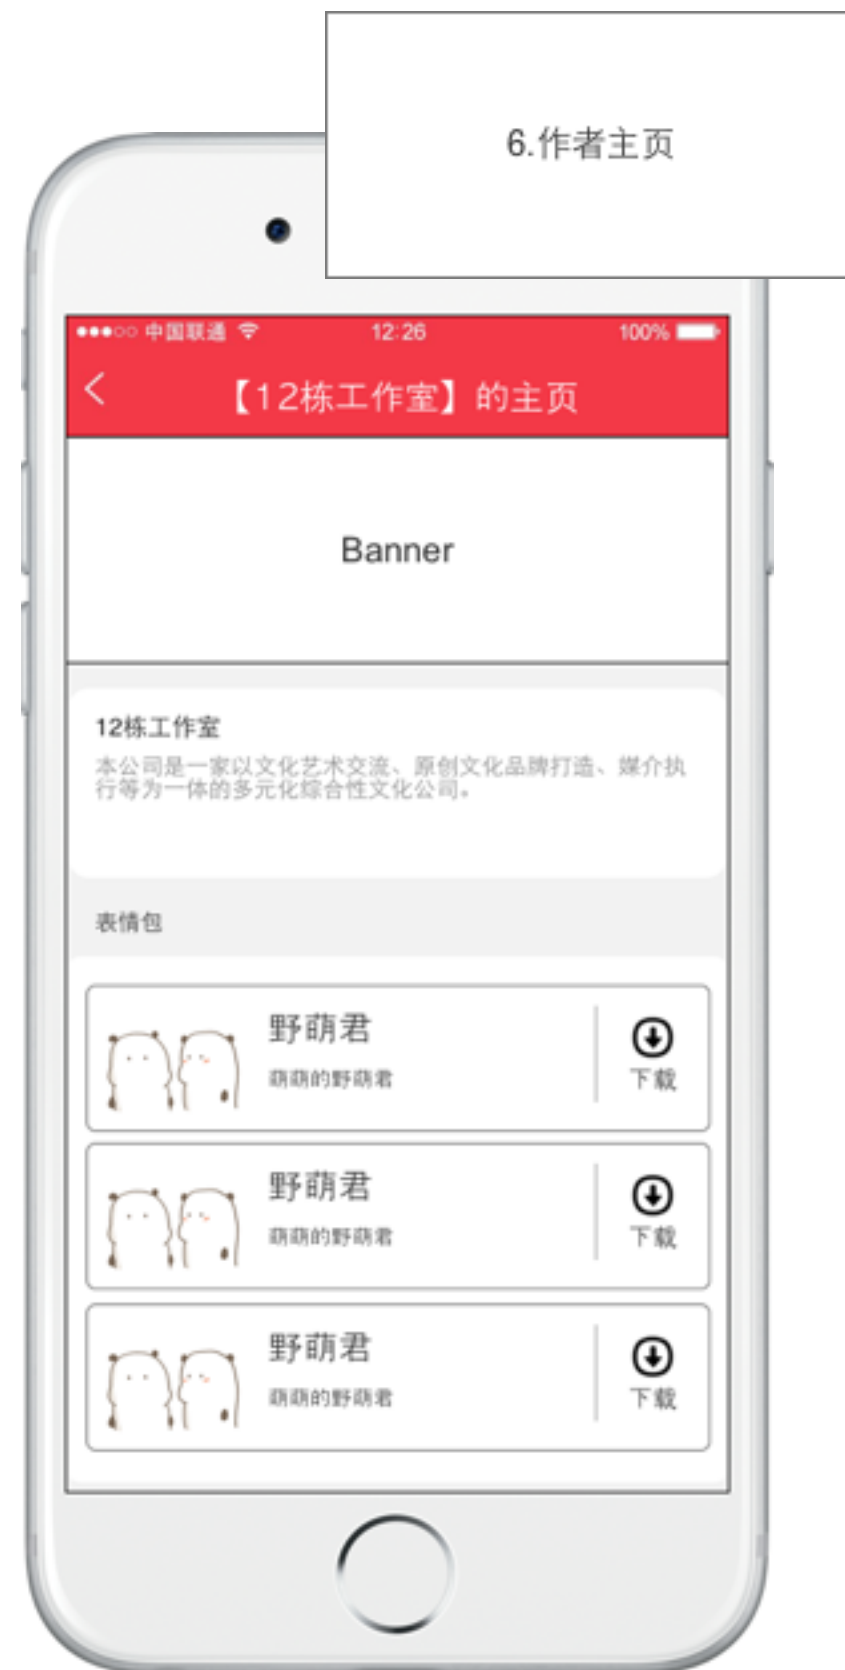 6.作者主页
中国联通 12:26 100%
【12栋工作室】的主页
Banner
12栋工作室
本公司是一家以文化艺术交流、原创文化品牌打造、媒介执
行等为一体的多元化综合性文化公司。
表情包
野萌君
萌萌的野萌君
下载
野萌君
萌萌的野萌君
下载
野萌君
萌萌的野萌君
下载